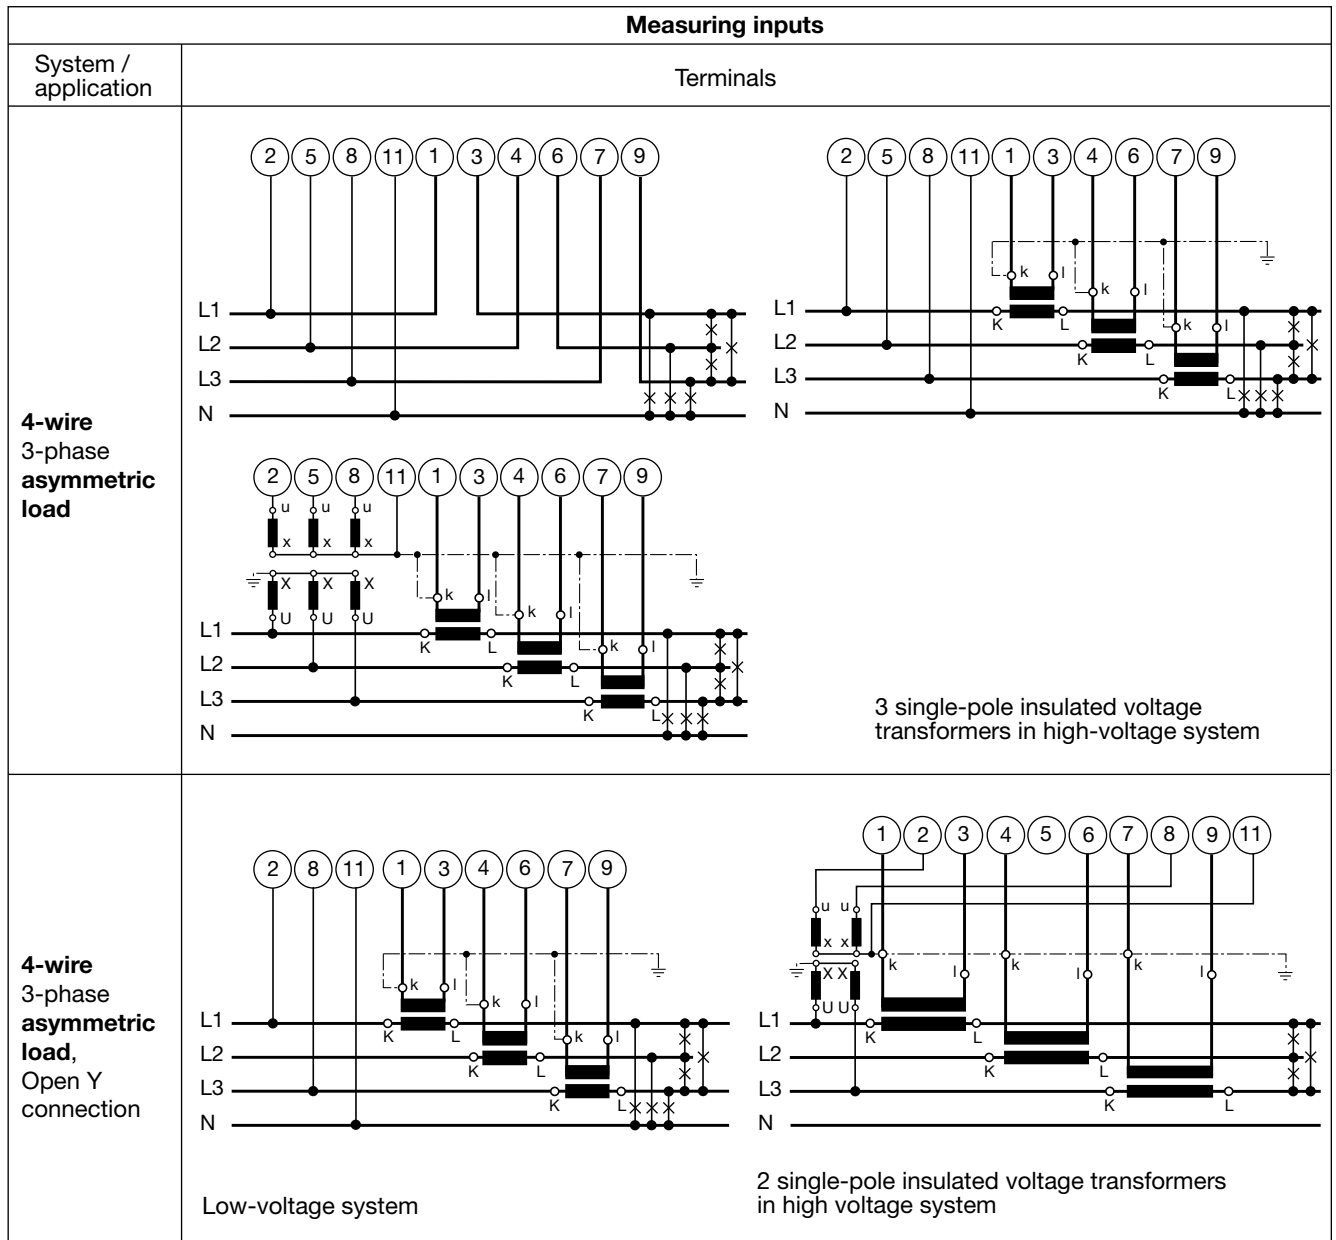 Measuring inputs
System /
application
Terminals
4-wire
3-phase
asymmetric
load
2 5 8 11 1 3 4 6 7 9
L1
L2
L3
N
2 5 8 11 1 3 4 6 7 9
k l
k l
k l
L1
K L
L2
K L
L3
K L
N
2 5 8 11 1 3 4 6 7 9
u u u
x x x
X X X
U U U
k l
k l
k l
L1
K L
L2
K L
L3
K L
N
3 single-pole insulated voltage
transformers in high-voltage system
4-wire
3-phase
asymmetric
load,
Open Y
connection
2 8 11 1 3 4 6 7 9
k l
k l
k l
L1
K L
L2
K L
L3
K L
N
Low-voltage system
1 2 3 4 5 6 7 8 9 11
u u
x x
X X
U U
k l k l k l
L1
K L
L2
K L
L3
K L
N
2 single-pole insulated voltage transformers
in high voltage system